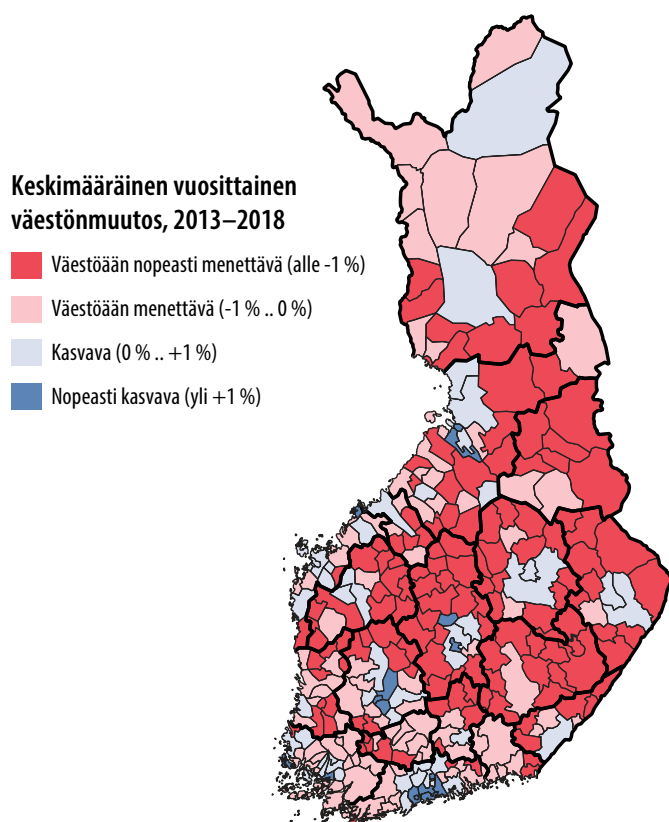 Keskimääräinen vuosittainen
väestönmuutos, 2013–2018
Väestöään nopeasti menettävä (alle -1 %)
Väestöään menettävä (-1 % .. 0 %)
Kasvava (0 % .. +1 %)
Nopeasti kasvava (yli +1 %)